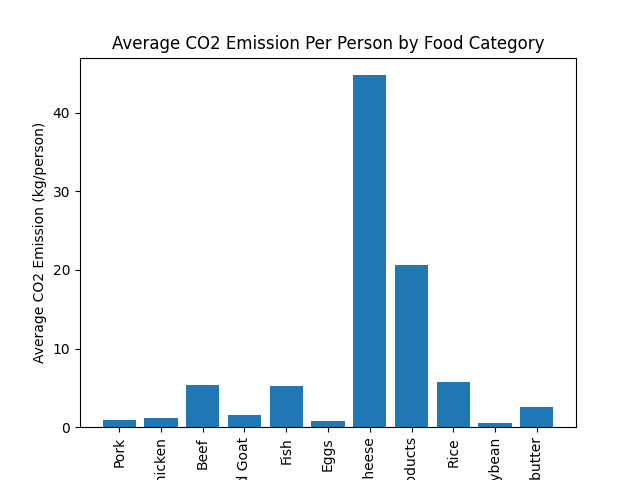 Average CO2 Emission Per Person by Food Category
Average CO2 Emission (kg/person)
40
30
20
10
0
Pork
hicken
Beef
d Goat
Fish
Eggs
heese
oducts
Rice
ybean
butter